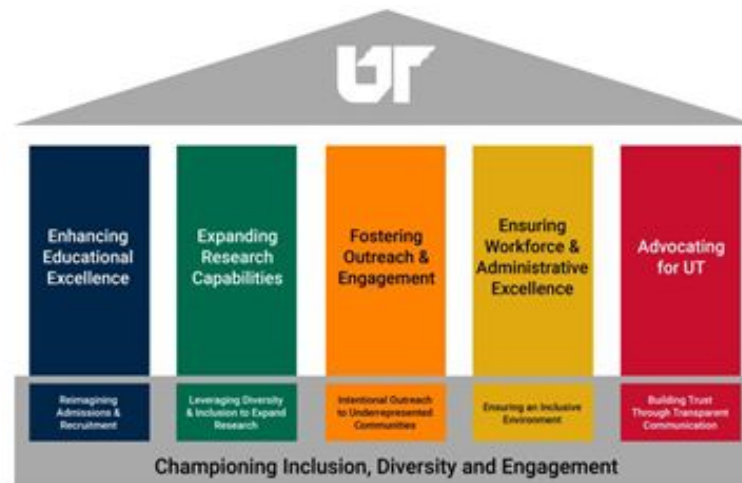 UT
Enhancing
Educational
Excellence
Expanding
Research
Capabilities
Fostering
Outreach &
Engagement
Ensuring
Workforce &
Administrative
Excellence
Advocating
for UT
Reimagining
Admissions &
Recruitment
Leveraging Diversity
& Inclusion to Expand
Research
Intentional Outreach
to Underrepresented
Communities
Ensuring an Inclusive
Environment
Building Trust
Through Transparent
Communication
Championing Inclusion, Diversity and Engagement